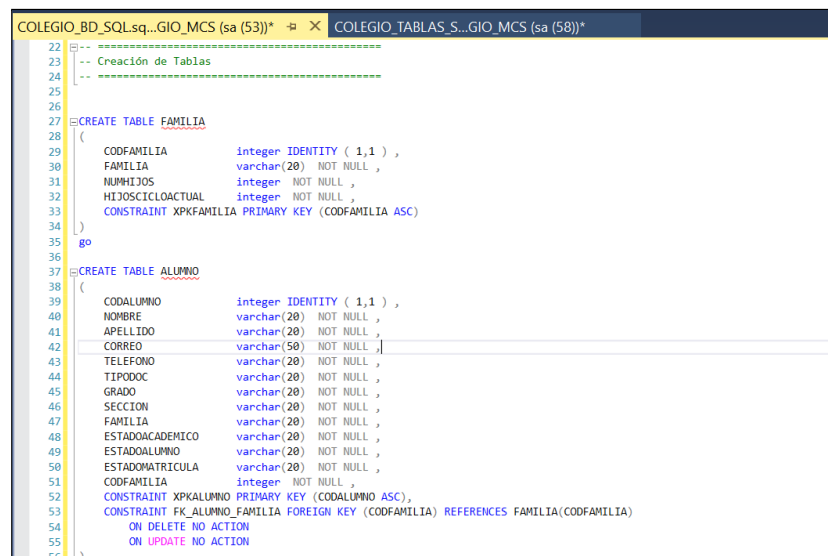 COLEGIO_BD_SQL.sq...GIO_MCS (sa (53))* COLEGIO_TABLAS_S...GIO_MCS (sa (58))*
22 -- =============================================
23 -- Creación de Tablas
24 -- =============================================
25
26
27 CREATE TABLE FAMILIA
28 (
29 CODFAMILIA integer IDENTITY ( 1,1 ) ,
30 FAMILIA varchar(20) NOT NULL ,
31 NUMHIJOS integer NOT NULL ,
32 HIJOSCICLOACTUAL integer NOT NULL ,
33 CONSTRAINT XPKFAMILIA PRIMARY KEY (CODFAMILIA ASC)
34 )
35 go
36
37 CREATE TABLE ALUMNO
38 (
39 CODALUMNO integer IDENTITY ( 1,1 ) ,
40 NOMBRE varchar(20) NOT NULL ,
41 APELLIDO varchar(20) NOT NULL ,
42 CORREO varchar(50) NOT NULL ,
43 TELEFONO varchar(20) NOT NULL ,
44 TIPODOC varchar(20) NOT NULL ,
45 GRADO varchar(20) NOT NULL ,
46 SECCION varchar(20) NOT NULL ,
47 FAMILIA varchar(20) NOT NULL ,
48 ESTADOACADEMICO varchar(20) NOT NULL ,
49 ESTADOALUMNO varchar(20) NOT NULL ,
50 ESTADOMATRICULA varchar(20) NOT NULL ,
51 CODFAMILIA integer NOT NULL ,
52 CONSTRAINT XPKALUMNO PRIMARY KEY (CODALUMNO ASC),
53 CONSTRAINT FK_ALUMNO_FAMILIA FOREIGN KEY (CODFAMILIA) REFERENCES FAMILIA(CODFAMILIA)
54 ON DELETE NO ACTION
55 ON UPDATE NO ACTION
56 )